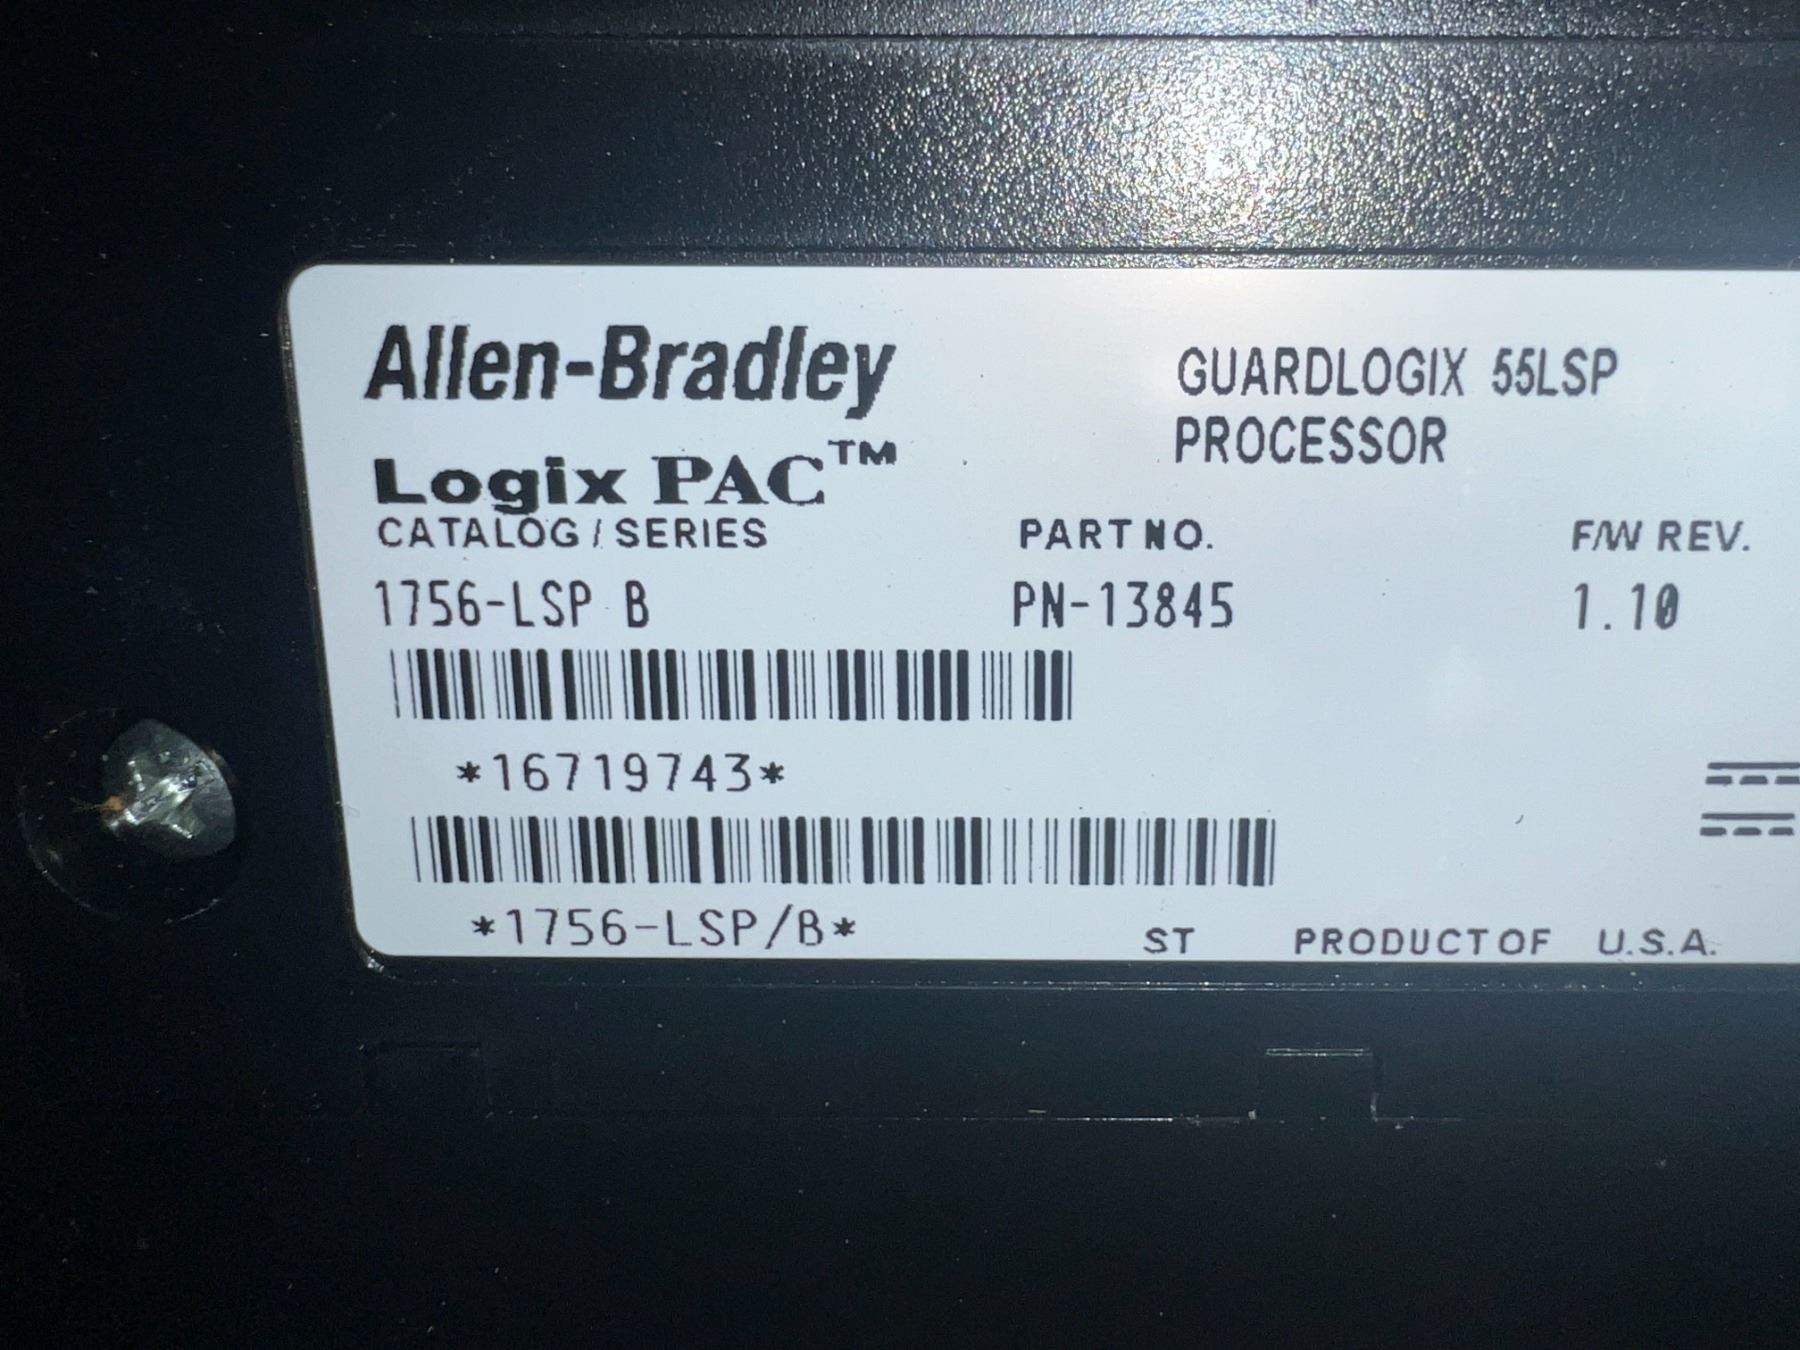 Allen-Bradley
GUARDLOGIX 55LSP
PROCESSOR
Logix PAC™
CATALOG / SERIES PART NO. F/W REV.
1756-LSP B PN-13845 1.10
*16719743*
*1756-LSP/B*
ST PRODUCT OF U.S.A.